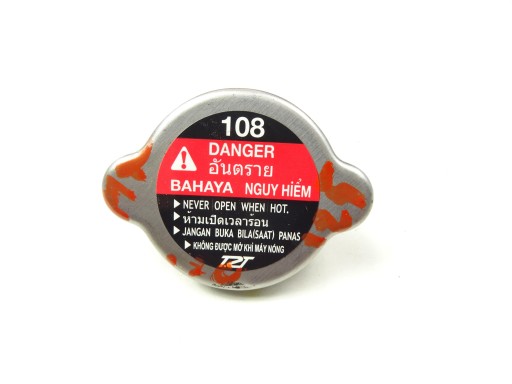 108
DANGER
อันตราย
BAHAYA NGUY HIỂM
▶ NEVER OPEN WHEN HOT.
▶ ห้ามเปิดเวลาร้อน
▶ JANGAN BUKA BILA(SAAT) PANAS
▶ KHÔNG ĐƯỢC MỞ KHI MÁY NÓNG